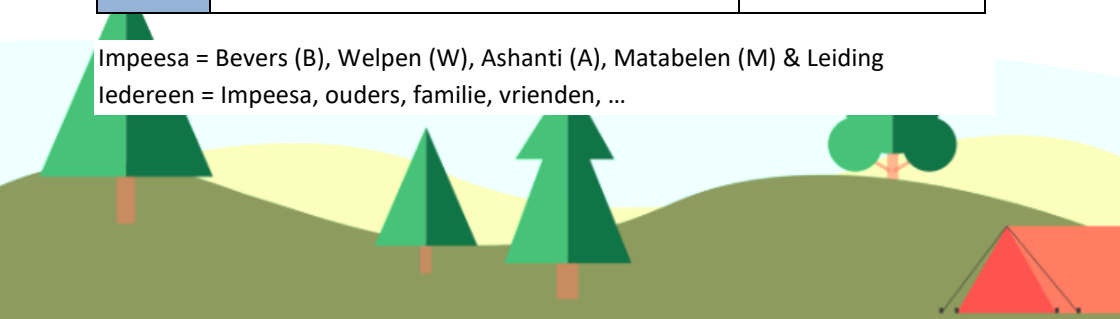 Impeesa = Bevers (B), Welpen (W), Ashanti (A), Matabelen (M) & Leiding
Iedereen = Impeesa, ouders, familie, vrienden, …